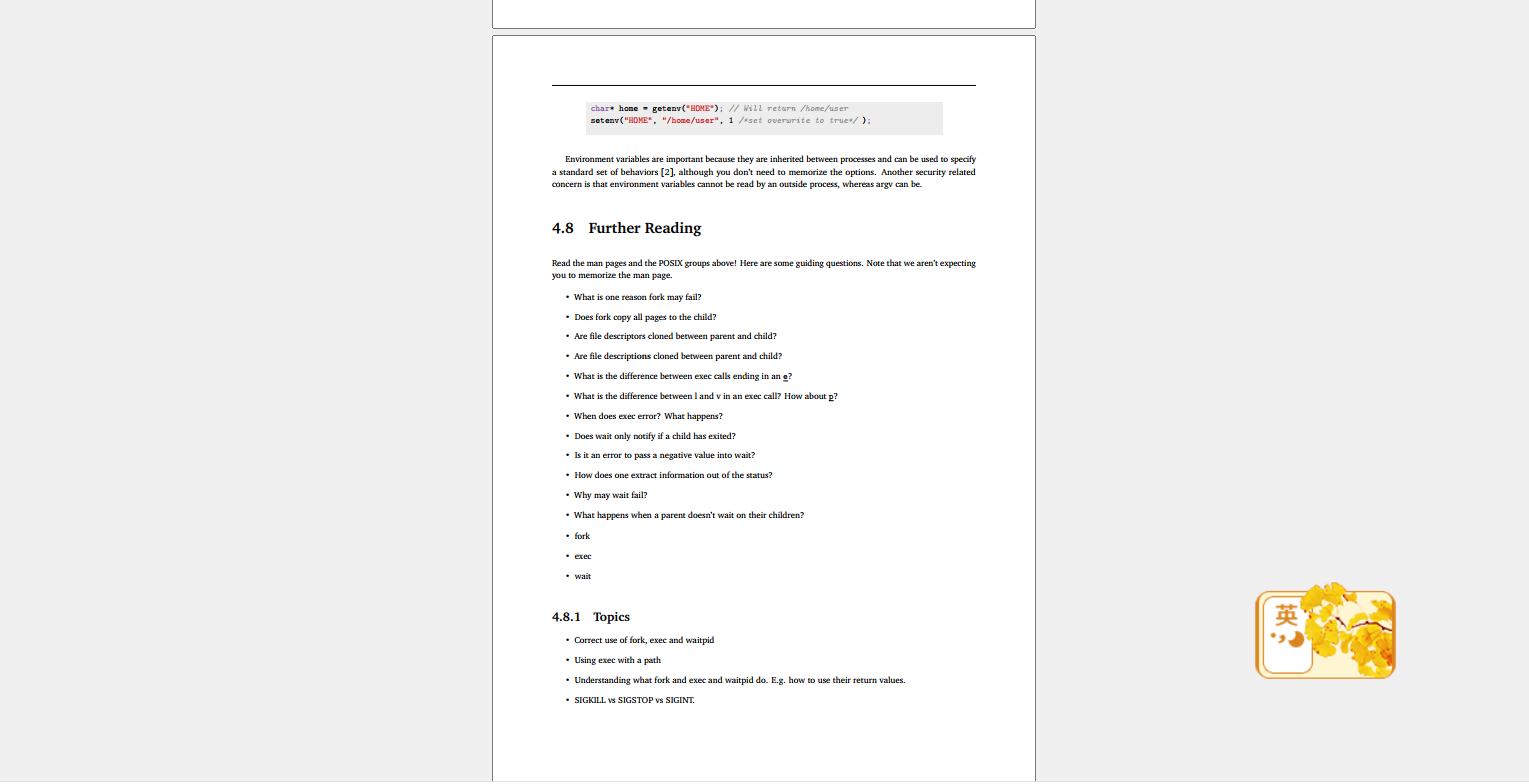 char* home = getenv("HOME"); // Will return /home/user
setenv("HOME", "/home/user", 1 /*set overwrite to true*/ );
Environment variables are important because they are inherited between processes and can be used to specify
a standard set of behaviors [2], although you don't need to memorize the options. Another security related
concern is that environment variables cannot be read by an outside process, whereas argv can be.
4.8 Further Reading
Read the man pages and the POSIX groups above! Here are some guiding questions. Note that we aren't expecting
you to memorize the man page.
• What is one reason fork may fail?
• Does fork copy all pages to the child?
• Are file descriptors cloned between parent and child?
• Are file descriptions cloned between parent and child?
• What is the difference between exec calls ending in an e?
• What is the difference between l and v in an exec call? How about p?
• When does exec error? What happens?
• Does wait only notify if a child has exited?
• Is it an error to pass a negative value into wait?
• How does one extract information out of the status?
• Why may wait fail?
• What happens when a parent doesn't wait on their children?
• fork
• exec
• wait
4.8.1 Topics
• Correct use of fork, exec and waitpid
• Using exec with a path
• Understanding what fork and exec and waitpid do. E.g. how to use their return values.
• SIGKILL vs SIGSTOP vs SIGINT.
英